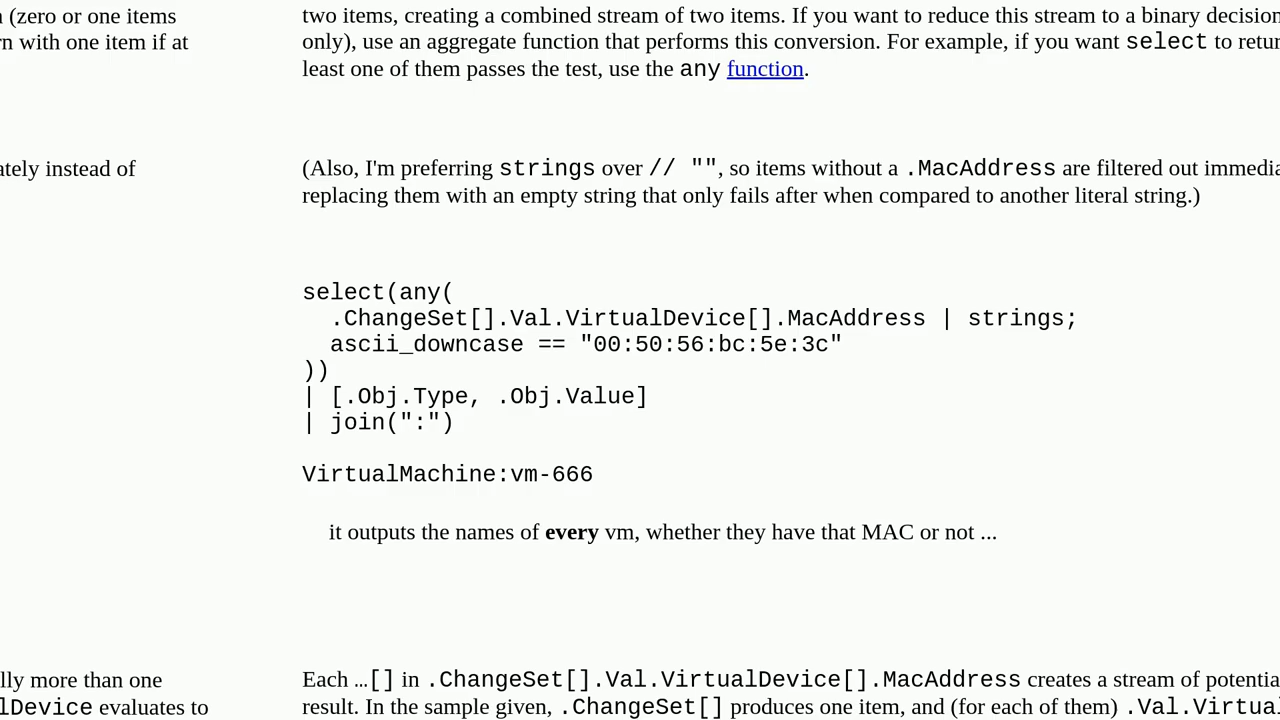 n (zero or one items
rn with one item if at
ately instead of
lly more than one
lDevice evaluates to
two items, creating a combined stream of two items. If you want to reduce this stream to a binary decision
only), use an aggregate function that performs this conversion. For example, if you want select to retur
least one of them passes the test, use the any function.
(Also, I'm preferring strings over // "", so items without a .MacAddress are filtered out immedia
replacing them with an empty string that only fails after when compared to another literal string.)
select(any(
  .ChangeSet[].Val.VirtualDevice[].MacAddress | strings;
  ascii_downcase == "00:50:56:bc:5e:3c"
))
| [.Obj.Type, .Obj.Value]
| join(":")
VirtualMachine:vm-666
it outputs the names of every vm, whether they have that MAC or not ...
Each …[] in .ChangeSet[].Val.VirtualDevice[].MacAddress creates a stream of potentia
result. In the sample given, .ChangeSet[] produces one item, and (for each of them) .Val.Virtua